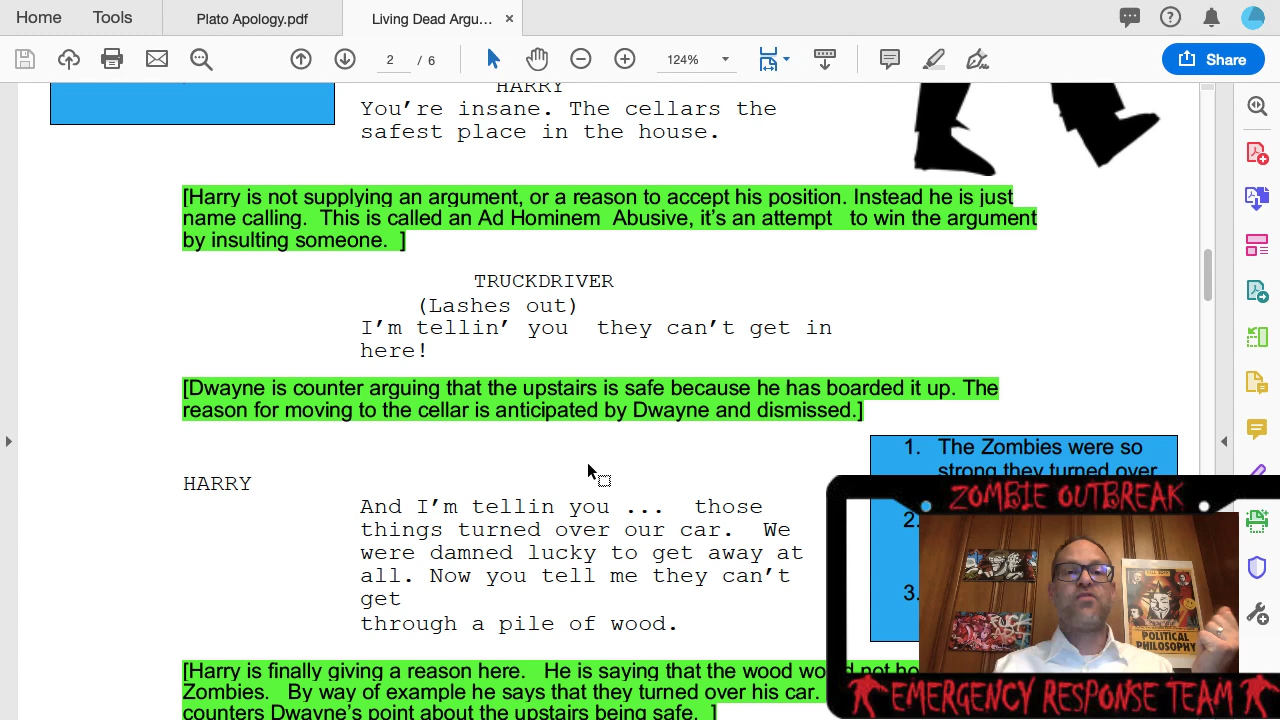 Home
Tools
Plato Apology.pdf
Living Dead Argu...
2 / 6
124%
Share
HARRY
You're insane. The cellars the
safest place in the house.
[Harry is not supplying an argument, or a reason to accept his position. Instead he is just
name calling. This is called an Ad Hominem Abusive, it's an attempt to win the argument
by insulting someone. ]
TRUCKDRIVER
(Lashes out)
I'm tellin' you they can't get in
here!
[Dwayne is counter arguing that the upstairs is safe because he has boarded it up. The
reason for moving to the cellar is anticipated by Dwayne and dismissed.]
1. The Zombies were so
strong they turned over
2.
3.
HARRY
And I'm tellin you ... those
things turned over our car. We
were damned lucky to get away at
all. Now you tell me they can't
get
through a pile of wood.
[Harry is finally giving a reason here. He is saying that the wood
Zombies. By way of example he says that they turned over his car.
counters Dwayne's point about the upstairs being safe. ]
ZOMBIE OUTBREAK
FUCK
POLITICAL
PHILOSOPHY
EMERGENCY RESPONSE TEAM